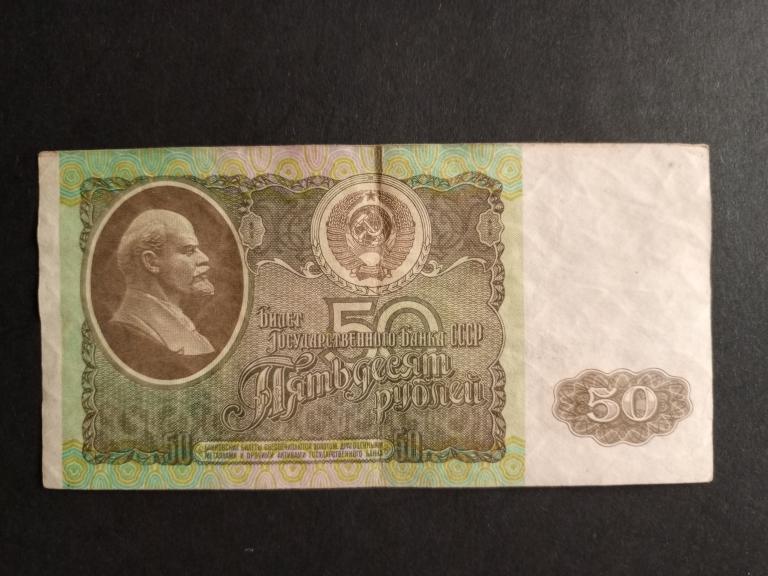 50
Билет
Государственного Банка СССР
Пятьдесят
рублей
50
50
БАНКОВСКИЕ БИЛЕТЫ ОБЕСПЕЧИВАЮТСЯ ЗОЛОТОМ, ДРАГОЦЕННЫМИ
МЕТАЛЛАМИ И ПРОЧИМИ АКТИВАМИ ГОСУДАРСТВЕННОГО БАНКА
50